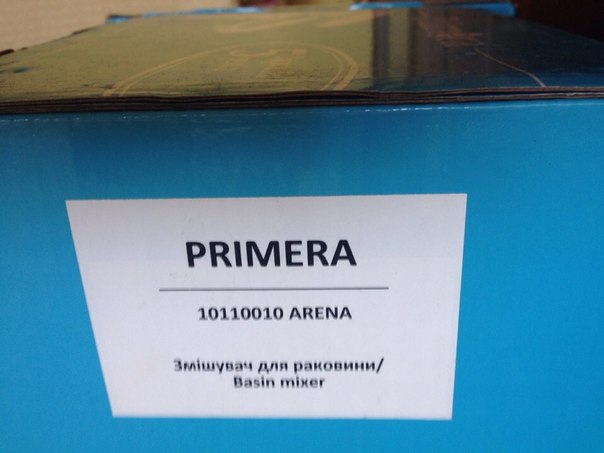 PRIMERA
10110010 ARENA
Змішувач для раковини/
Basin mixer